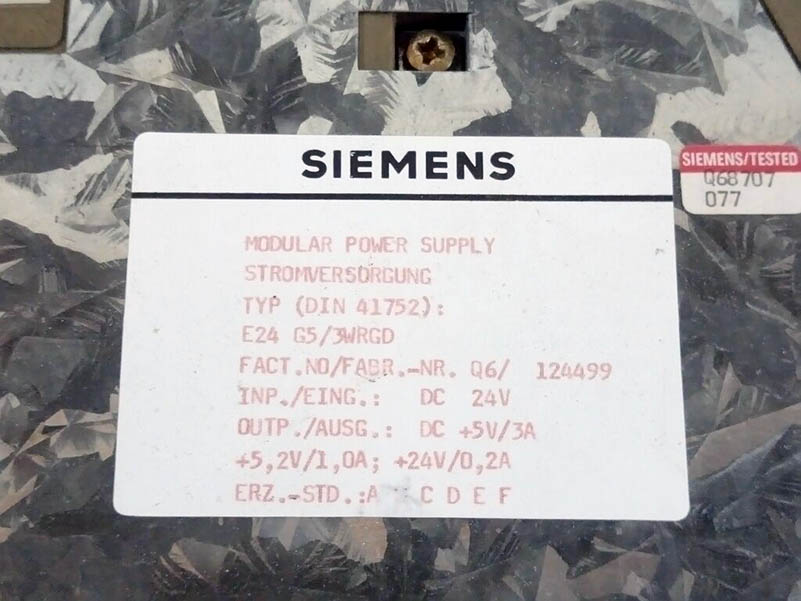 SIEMENS
SIEMENS/TESTED
Q68707
077
MODULAR POWER SUPPLY
STROMVERSORGUNG
TYP (DIN 41752):
E24 G5/3WRGD
FACT.NO/FABR.-NR. Q6/ 124499
INP./EING.: DC 24V
OUTP./AUSG.: DC +5V/3A
+5,2V/1,0A; +24V/0,2A
ERZ.-STD.:A C D E F